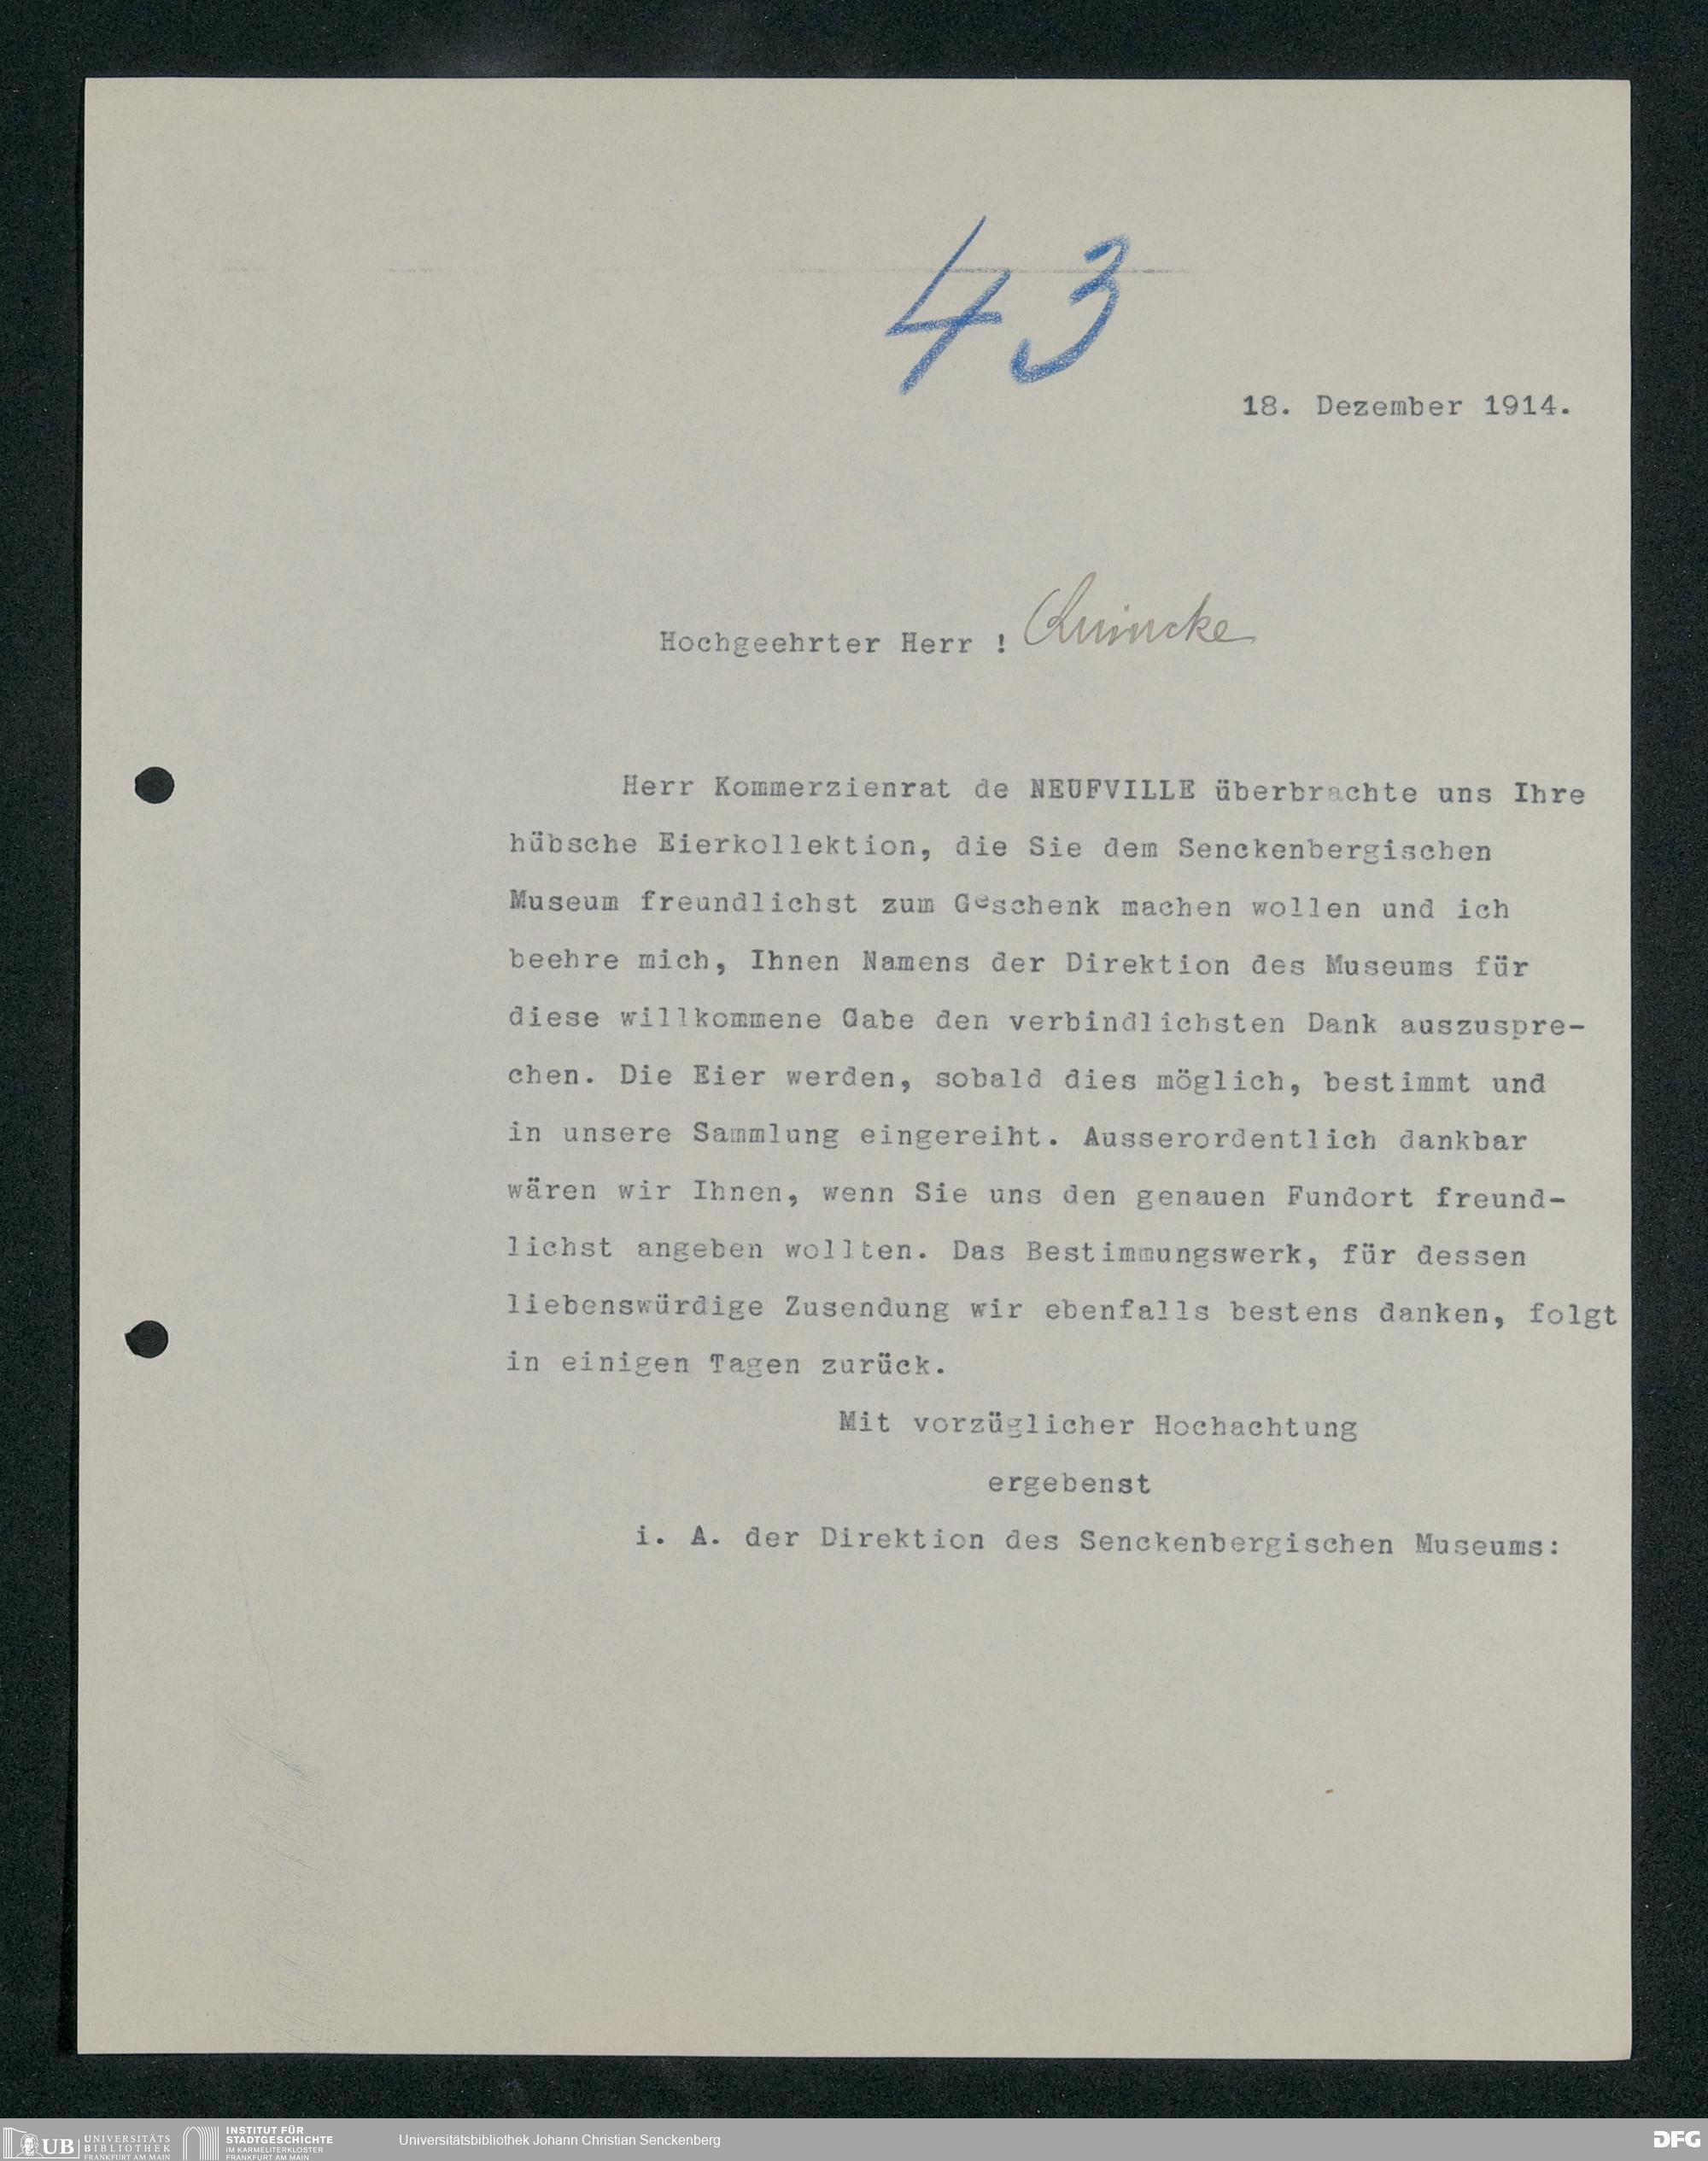 43
18. Dezember 1914.
Hochgeehrter Herr ! Quincke
Herr Kommerzienrat de NEUFVILLE überbrachte uns Ihre
hübsche Eierkollektion, die Sie dem Senckenbergischen
Museum freundlichst zum Geschenk machen wollen und ich
beehre mich, Ihnen Namens der Direktion des Museums für
diese willkommene Gabe den verbindlichsten Dank auszuspre-
chen. Die Eier werden, sobald dies möglich, bestimmt und
in unsere Sammlung eingereiht. Ausserordentlich dankbar
wären wir Ihnen, wenn Sie uns den genauen Fundort freund-
lichst angeben wollten. Das Bestimmungswerk, für dessen
liebenswürdige Zusendung wir ebenfalls bestens danken, folgt
in einigen Tagen zurück.
Mit vorzüglicher Hochachtung
ergebenst
i. A. der Direktion des Senckenbergischen Museums:
UB UNIVERSITÄTS
BIBLIOTHEK
FRANKFURT AM MAIN
INSTITUT FÜR
STADTGESCHICHTE
IM KARMELITERKLOSTER
FRANKFURT AM MAIN
Universitätsbibliothek Johann Christian Senckenberg
DFG